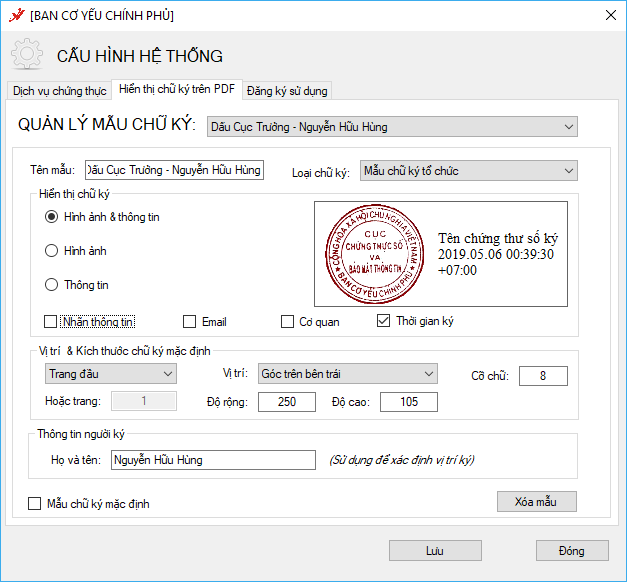 [BAN CƠ YẾU CHÍNH PHỦ]
CẤU HÌNH HỆ THỐNG
Dịch vụ chứng thực
Hiển thị chữ ký trên PDF
Đăng ký sử dụng
QUẢN LÝ MẪU CHỮ KÝ:
Dấu Cục Trưởng - Nguyễn Hữu Hùng
Tên mẫu:
Dấu Cục Trưởng - Nguyễn Hữu Hùng
Loại chữ ký:
Mẫu chữ ký tổ chức
Hiển thị chữ ký
Hình ảnh & thông tin
Hình ảnh
Thông tin
CỘNG HÒA XÃ HỘI CHỦ NGHĨA VIỆT NAM
CỤC
CHỨNG THỰC SỐ
VÀ
BẢO MẬT THÔNG TIN
★ BAN CƠ YẾU CHÍNH PHỦ ★
Tên chứng thư số ký
2019.05.06 00:39:30
+07:00
Nhãn thông tin
Email
Cơ quan
Thời gian ký
Vị trí & Kích thước chữ ký mặc định
Trang đầu
Vị trí:
Góc trên bên trái
Cỡ chữ:
8
Hoặc trang:
1
Độ rộng:
250
Độ cao:
105
Thông tin người ký
Họ và tên:
Nguyễn Hữu Hùng
(Sử dụng để xác định vị trí ký)
Mẫu chữ ký mặc định
Xóa mẫu
Lưu
Đóng